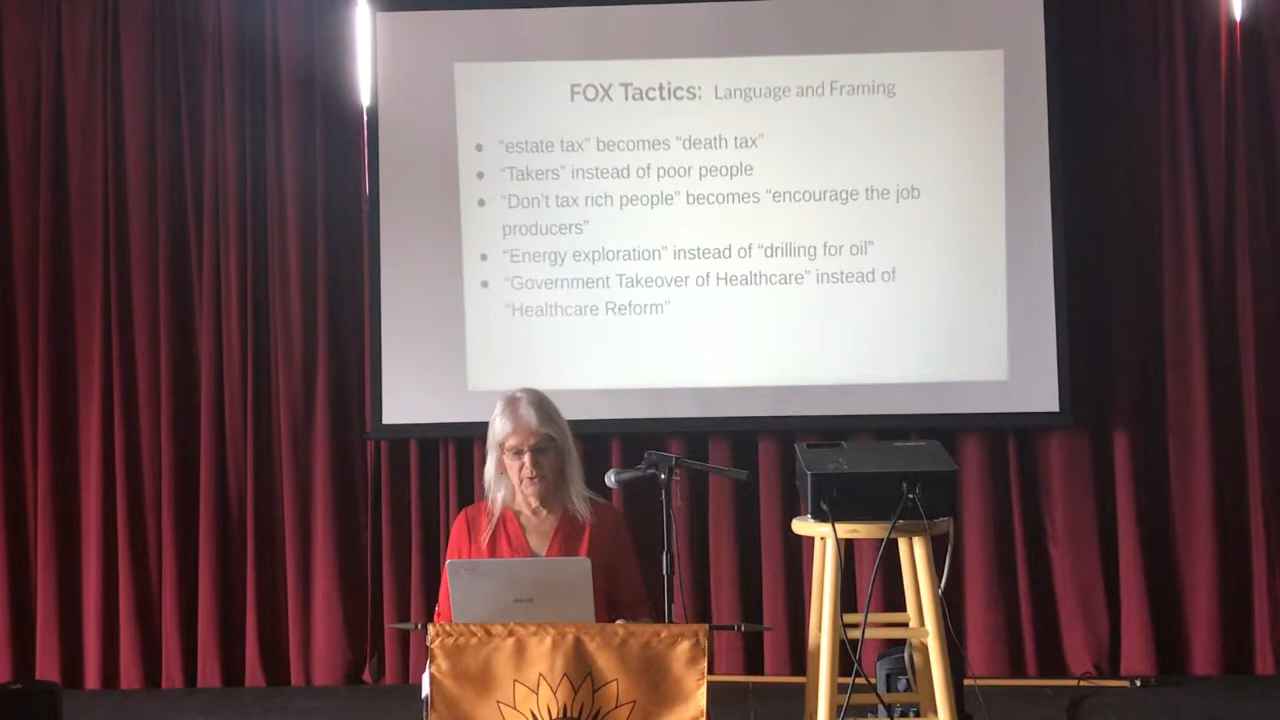 FOX Tactics: Language and Framing
• “estate tax” becomes “death tax”
• “Takers” instead of poor people
• “Don’t tax rich people” becomes “encourage the job
producers”
• “Energy exploration” instead of “drilling for oil”
• “Government Takeover of Healthcare” instead of
“Healthcare Reform”